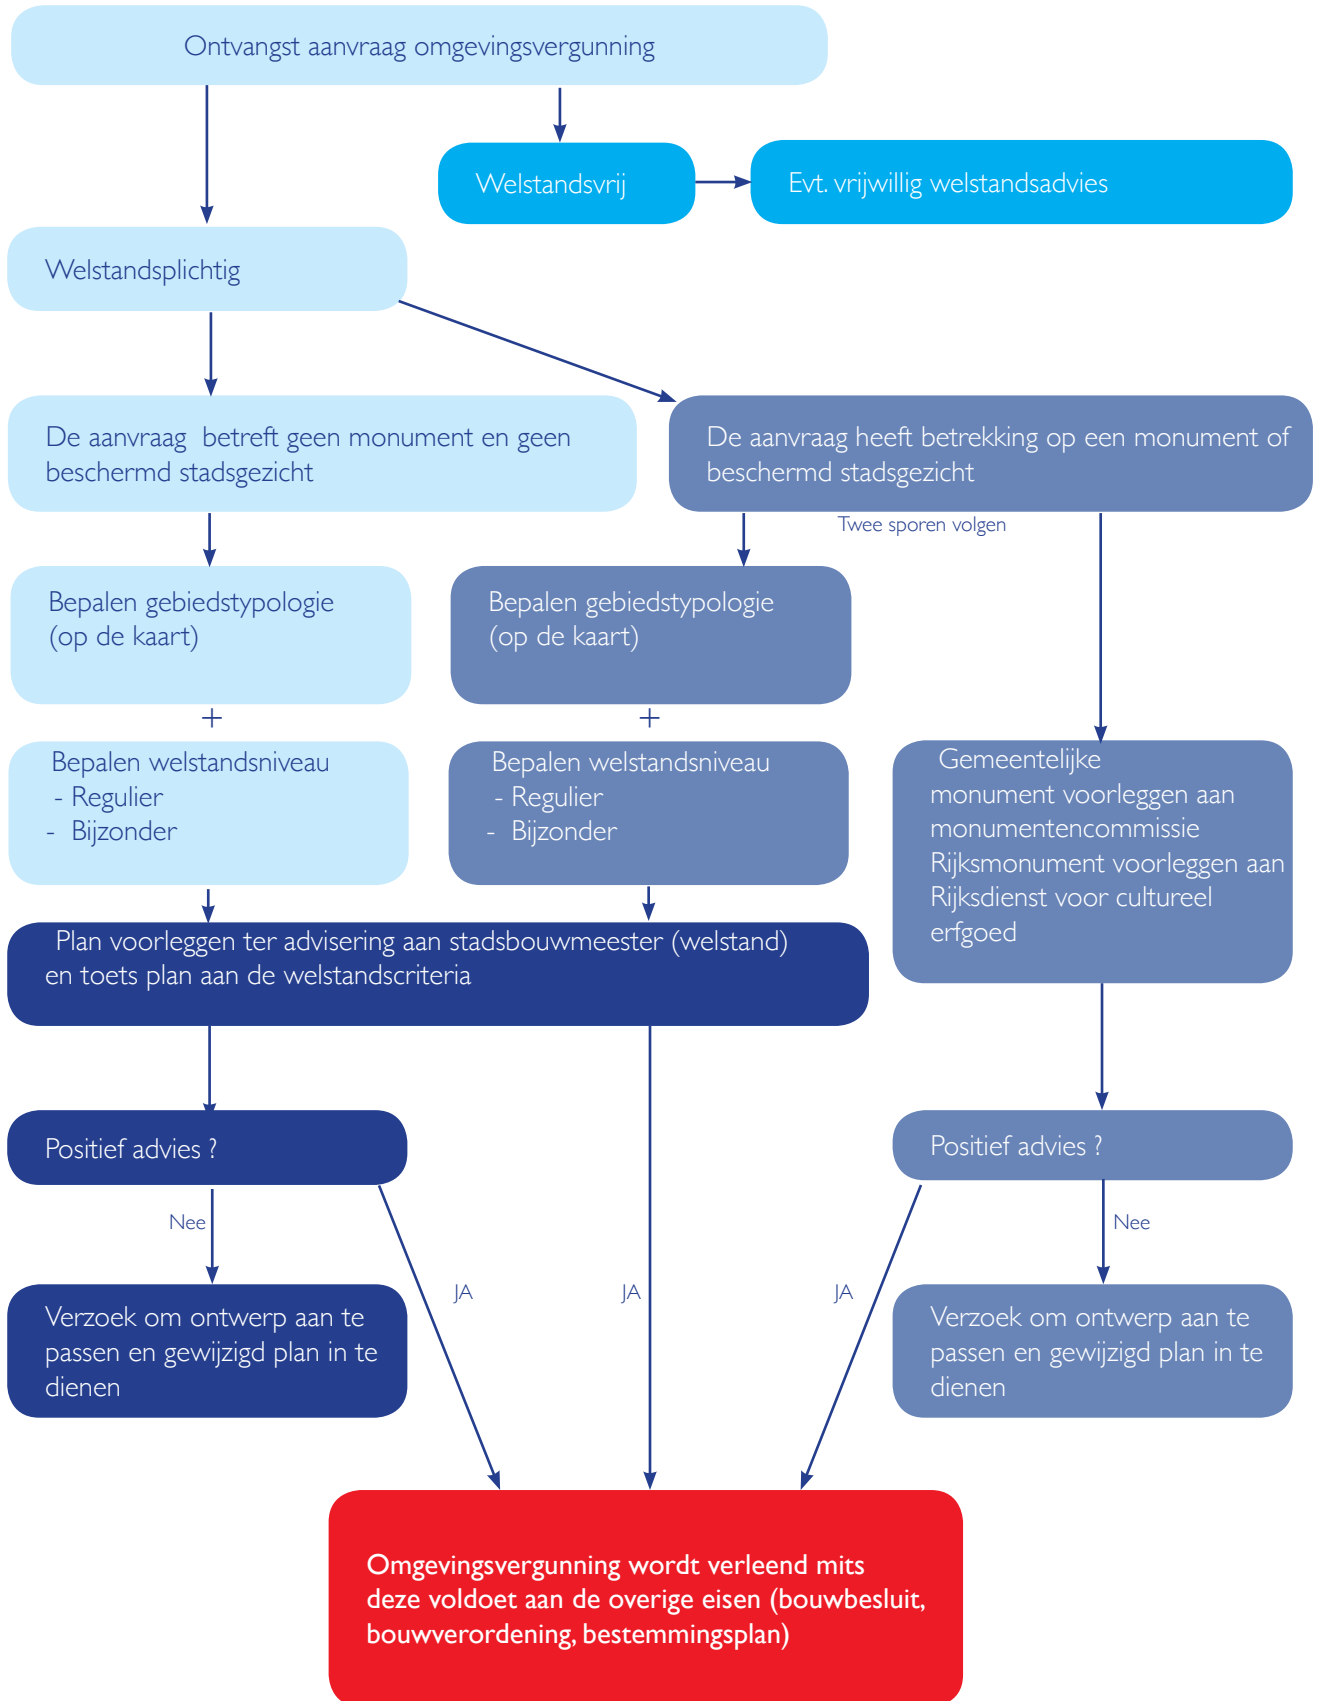 Ontvangst aanvraag omgevingsvergunning
Welstandsvrij
Evt. vrijwillig welstandsadvies
Welstandsplichtig
De aanvraag betreft geen monument en geen
beschermd stadsgezicht
De aanvraag heeft betrekking op een monument of
beschermd stadsgezicht
Twee sporen volgen
Bepalen gebiedstypologie
(op de kaart)
+
Bepalen welstandsniveau
- Regulier
- Bijzonder
Bepalen gebiedstypologie
(op de kaart)
+
Bepalen welstandsniveau
- Regulier
- Bijzonder
Gemeentelijke
monument voorleggen aan
monumentencommissie
Rijksmonument voorleggen aan
Rijksdienst voor cultureel
erfgoed
Plan voorleggen ter advisering aan stadsbouwmeester (welstand)
en toets plan aan de welstandscriteria
Positief advies ?
Positief advies ?
Nee
Nee
JA
JA
JA
Verzoek om ontwerp aan te
passen en gewijzigd plan in te
dienen
Verzoek om ontwerp aan te
passen en gewijzigd plan in te
dienen
Omgevingsvergunning wordt verleend mits
deze voldoet aan de overige eisen (bouwbesluit,
bouwverordening, bestemmingsplan)